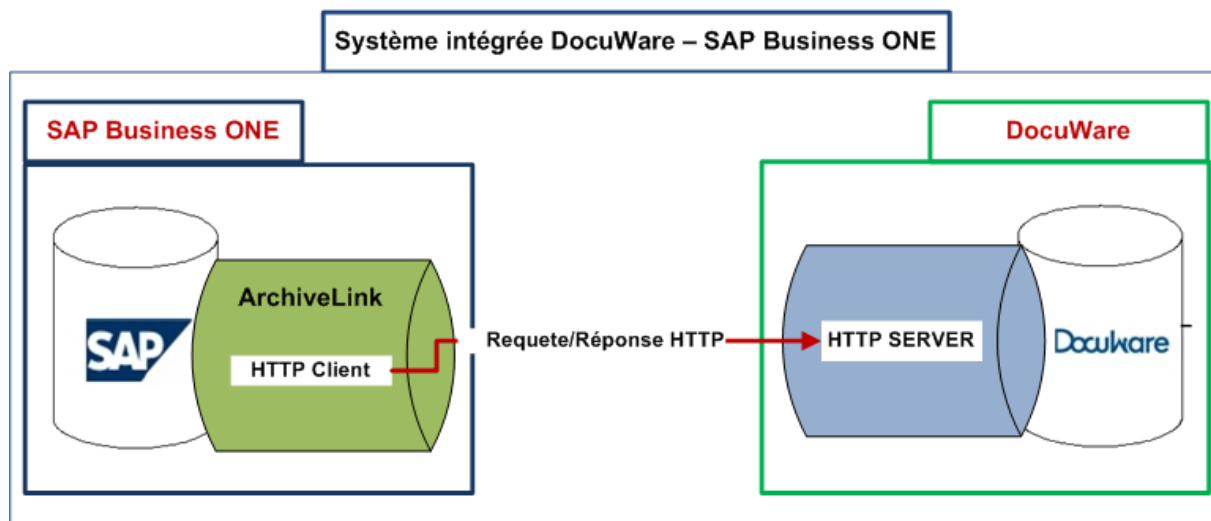 Système intégrée DocuWare – SAP Business ONE
SAP Business ONE
DocuWare
SAP
ArchiveLink
HTTP Client
Requete/Réponse HTTP
HTTP SERVER
DocuWare